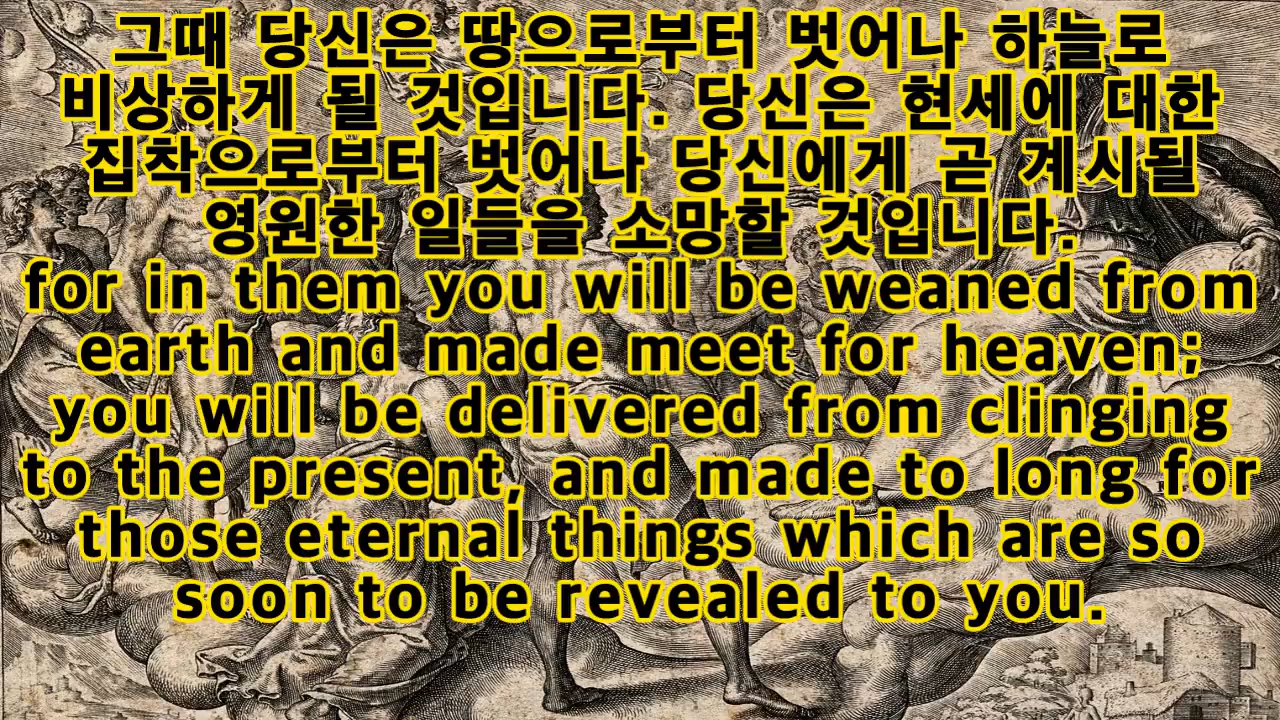 그때 당신은 땅으로부터 벗어나 하늘로
비상하게 될 것입니다. 당신은 현세에 대한
집착으로부터 벗어나 당신에게 곧 계시될
영원한 일들을 소망할 것입니다.
for in them you will be weaned from
earth and made meet for heaven;
you will be delivered from clinging
to the present, and made to long for
those eternal things which are so
soon to be revealed to you.